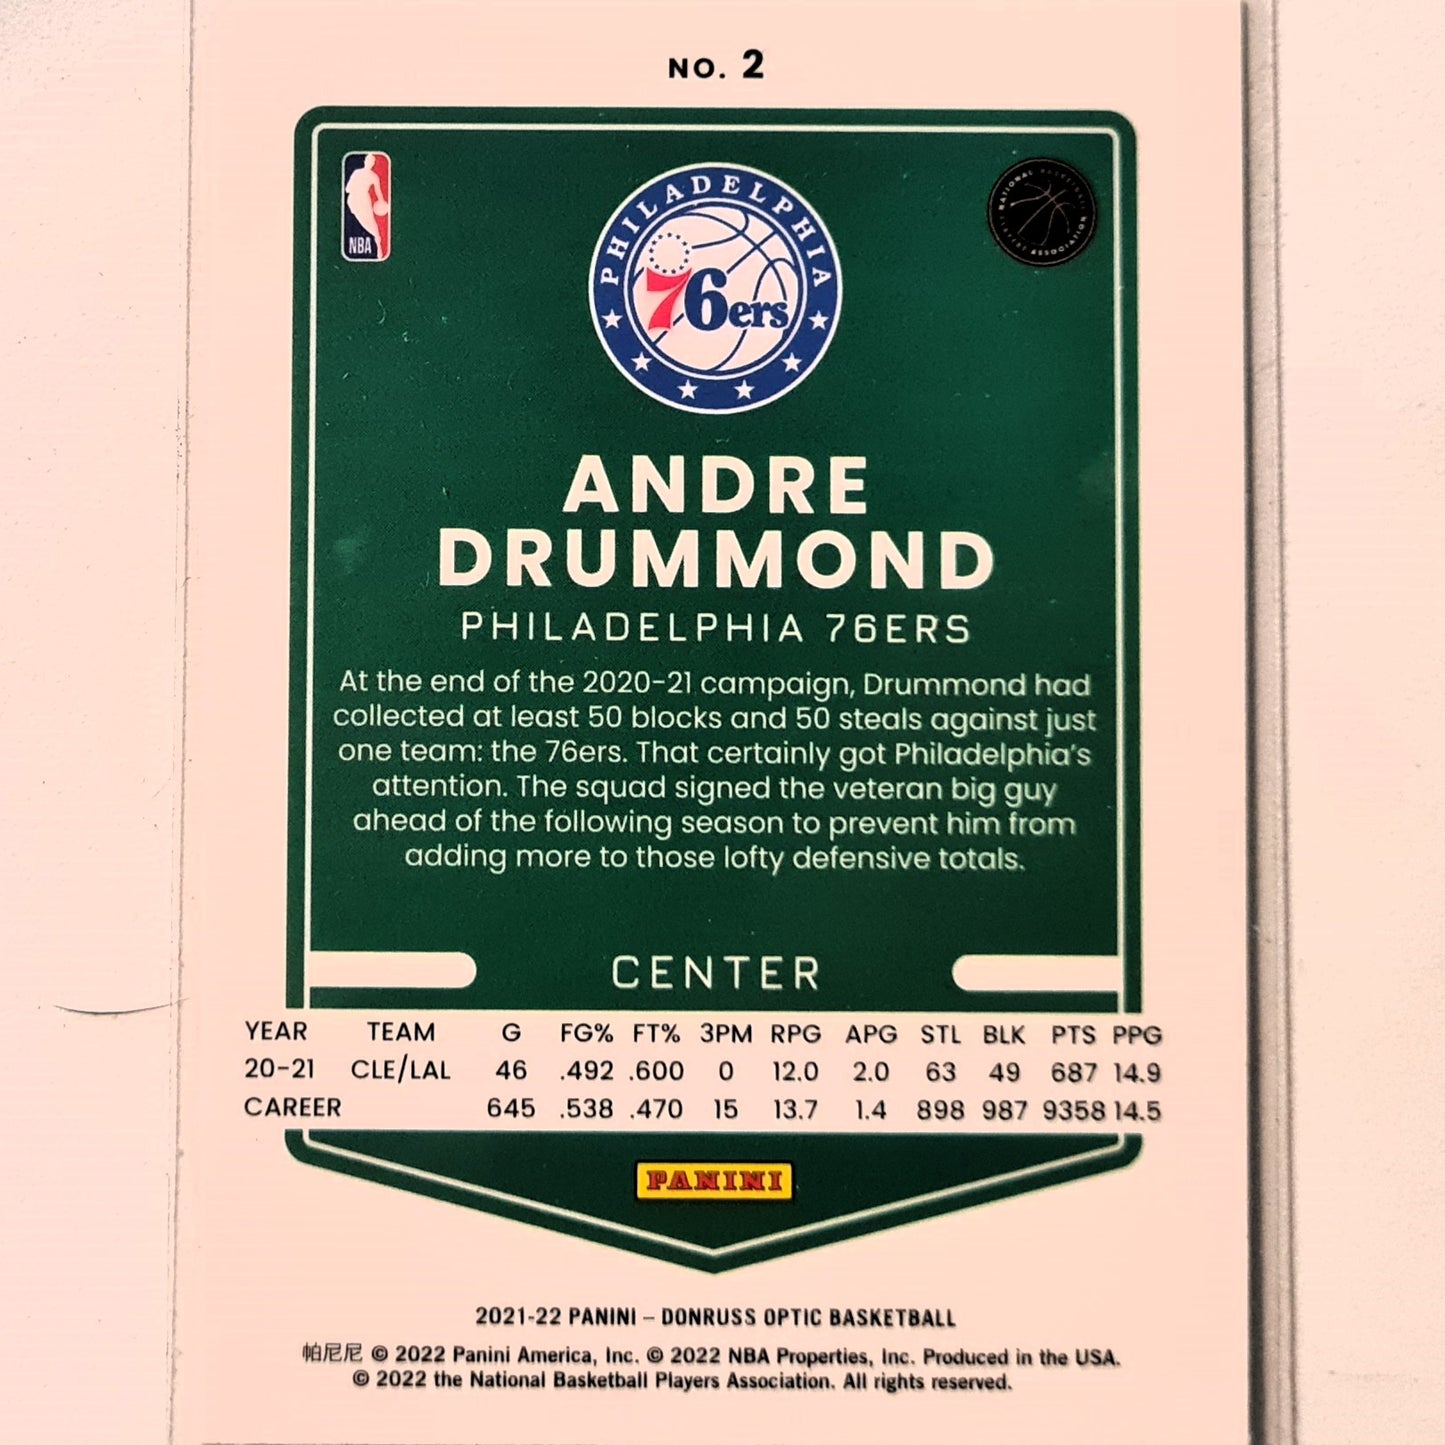 NO. 2
NBA
NATIONAL BASKETBALL
PLAYERS ASSOCIATION
PHILADELPHIA
76ers
ANDRE
DRUMMOND
PHILADELPHIA 76ERS
At the end of the 2020-21 campaign, Drummond had
collected at least 50 blocks and 50 steals against just
one team: the 76ers. That certainly got Philadelphia's
attention. The squad signed the veteran big guy
ahead of the following season to prevent him from
adding more to those lofty defensive totals.
CENTER
YEAR TEAM G FG% FT% 3PM RPG APG STL BLK PTS PPG
20-21 CLE/LAL 46 .492 .600 0 12.0 2.0 63 49 687 14.9
CAREER 645 .538 .470 15 13.7 1.4 898 987 9358 14.5
PANINI
2021-22 PANINI – DONRUSS OPTIC BASKETBALL
帕尼尼 © 2022 Panini America, Inc. © 2022 NBA Properties, Inc. Produced in the USA.
© 2022 the National Basketball Players Association. All rights reserved.